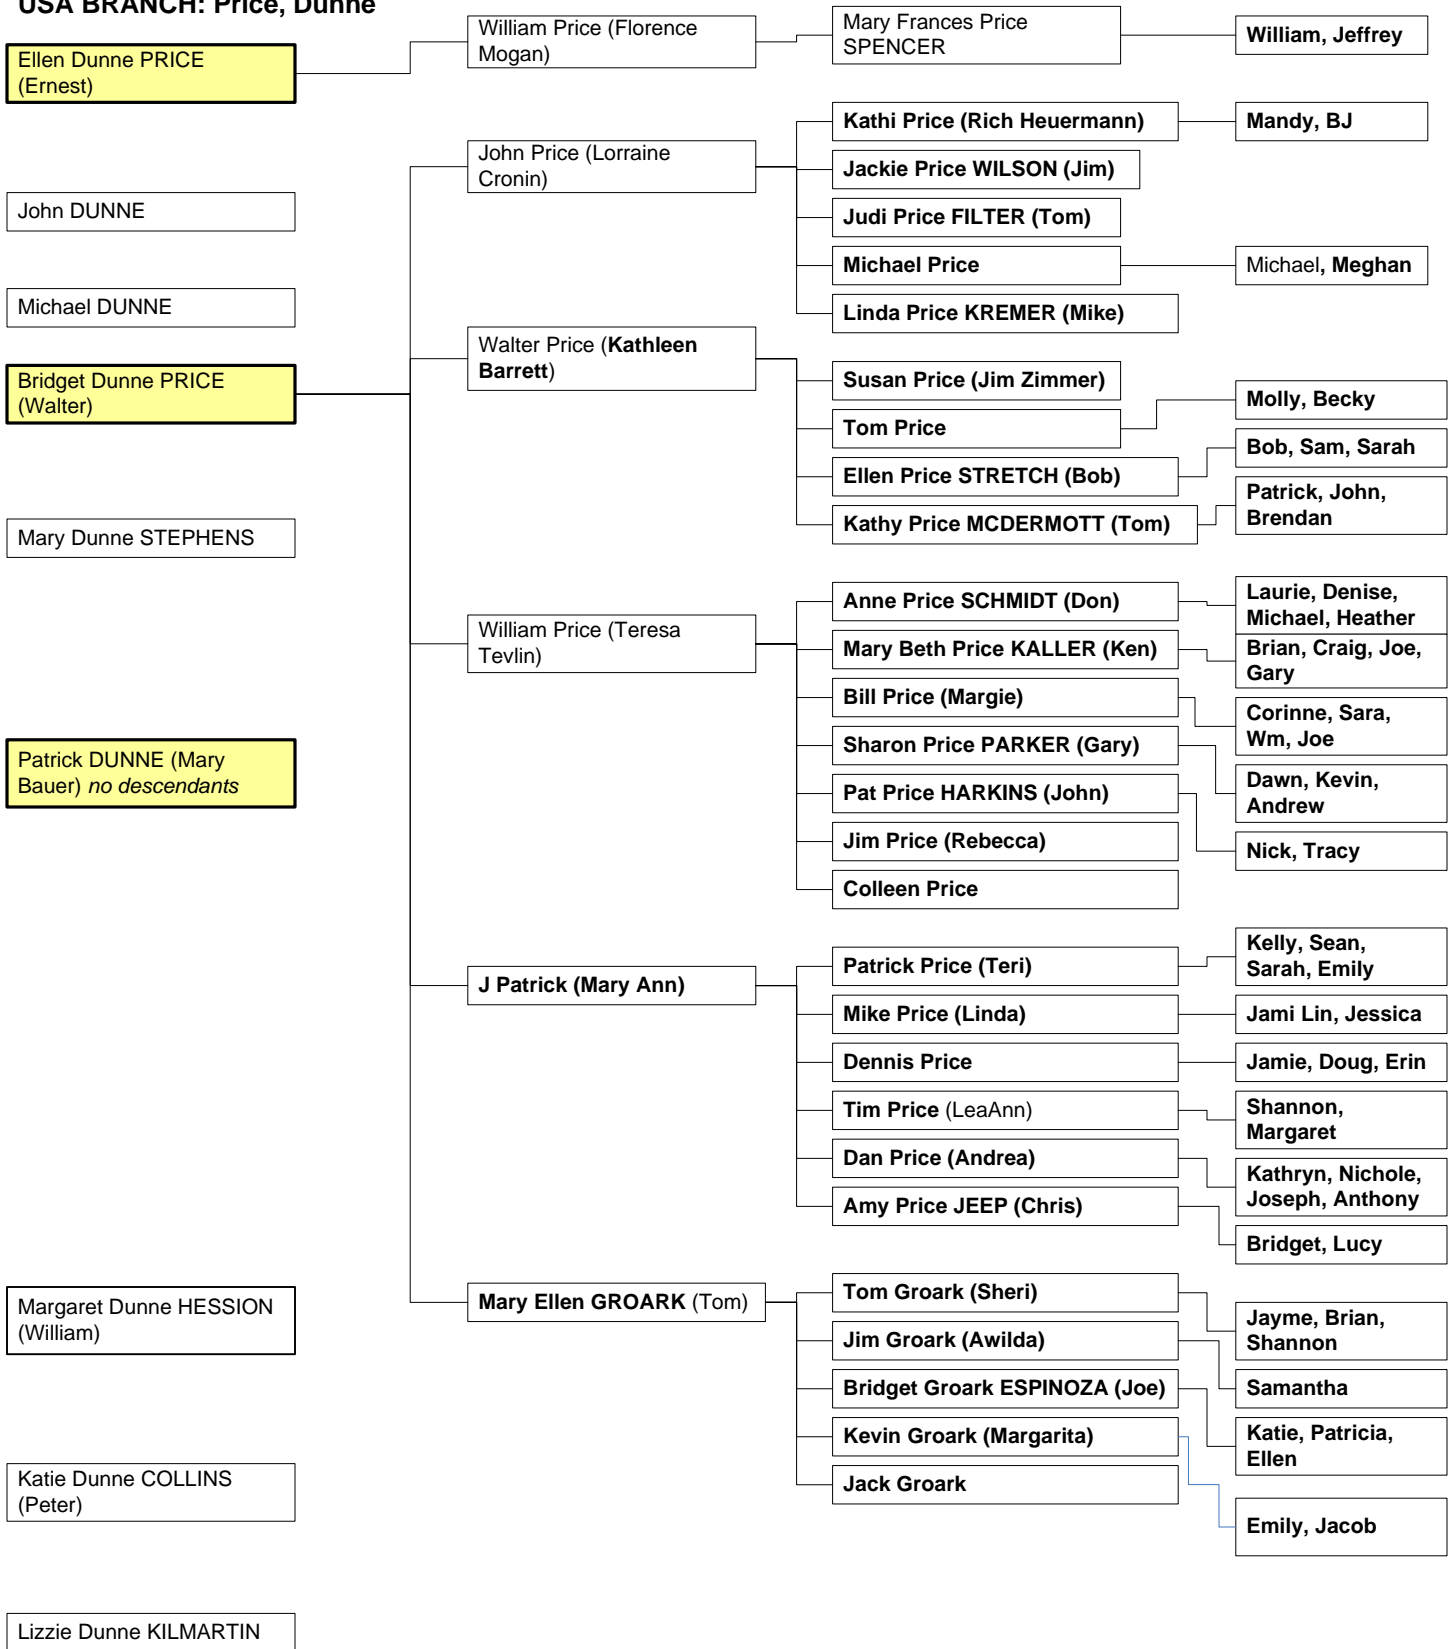 USA BRANCH: Price, Dunne
Ellen Dunne PRICE
(Ernest)
John DUNNE
Michael DUNNE
Bridget Dunne PRICE
(Walter)
Mary Dunne STEPHENS
Patrick DUNNE (Mary
Bauer) no descendants
Margaret Dunne HESSION
(William)
Katie Dunne COLLINS
(Peter)
Lizzie Dunne KILMARTIN
William Price (Florence
Mogan)
John Price (Lorraine
Cronin)
Walter Price (Kathleen
Barrett)
William Price (Teresa
Tevlin)
J Patrick (Mary Ann)
Mary Ellen GROARK (Tom)
Mary Frances Price
SPENCER
Kathi Price (Rich Heuermann)
Jackie Price WILSON (Jim)
Judi Price FILTER (Tom)
Michael Price
Linda Price KREMER (Mike)
Susan Price (Jim Zimmer)
Tom Price
Ellen Price STRETCH (Bob)
Kathy Price MCDERMOTT (Tom)
Anne Price SCHMIDT (Don)
Mary Beth Price KALLER (Ken)
Bill Price (Margie)
Sharon Price PARKER (Gary)
Pat Price HARKINS (John)
Jim Price (Rebecca)
Colleen Price
Patrick Price (Teri)
Mike Price (Linda)
Dennis Price
Tim Price (LeaAnn)
Dan Price (Andrea)
Amy Price JEEP (Chris)
Tom Groark (Sheri)
Jim Groark (Awilda)
Bridget Groark ESPINOZA (Joe)
Kevin Groark (Margarita)
Jack Groark
William, Jeffrey
Mandy, BJ
Michael, Meghan
Molly, Becky
Bob, Sam, Sarah
Patrick, John,
Brendan
Laurie, Denise,
Michael, Heather
Brian, Craig, Joe,
Gary
Corinne, Sara,
Wm, Joe
Dawn, Kevin,
Andrew
Nick, Tracy
Kelly, Sean,
Sarah, Emily
Jami Lin, Jessica
Jamie, Doug, Erin
Shannon,
Margaret
Kathryn, Nichole,
Joseph, Anthony
Bridget, Lucy
Jayme, Brian,
Shannon
Samantha
Katie, Patricia,
Ellen
Emily, Jacob